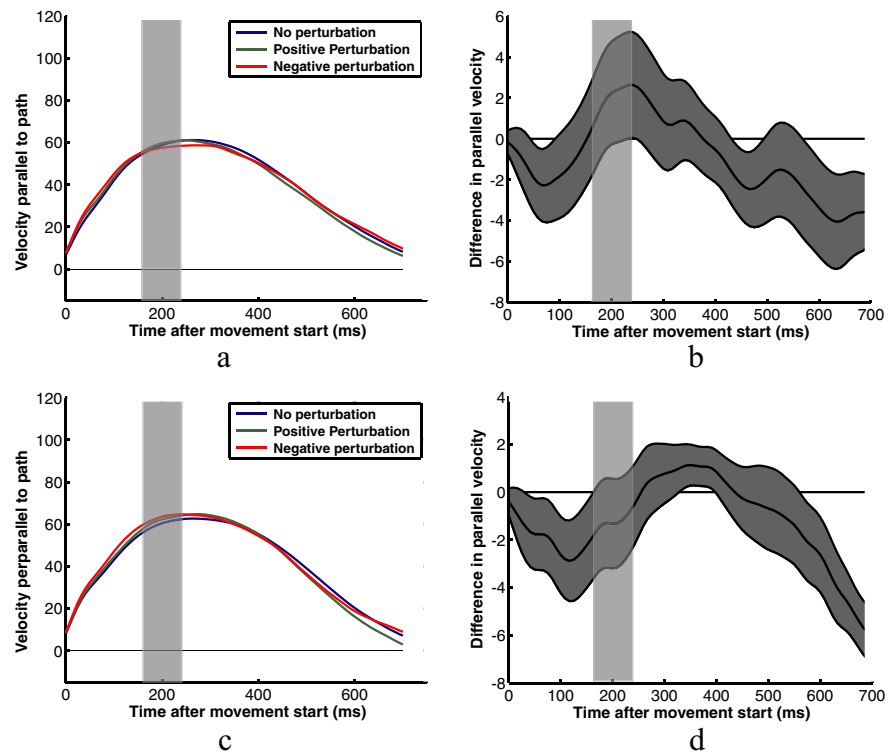 120
100
80
60
40
20
0
Velocity parallel to path
No perturbation
Positive Perturbation
Negative perturbation
0 200 400 600
Time after movement start (ms)
a
6
4
2
0
-2
-4
-6
-8
Difference in parallel velocity
0 100 200 300 400 500 600 700
Time after movement start (ms)
b
120
100
80
60
40
20
0
Velocity perparallel to path
No perturbation
Positive Perturbation
Negative perturbation
0 200 400 600
Time after movement start (ms)
c
4
2
0
-2
-4
-6
-8
Difference in parallel velocity
0 100 200 300 400 500 600 700
Time after movement start (ms)
d